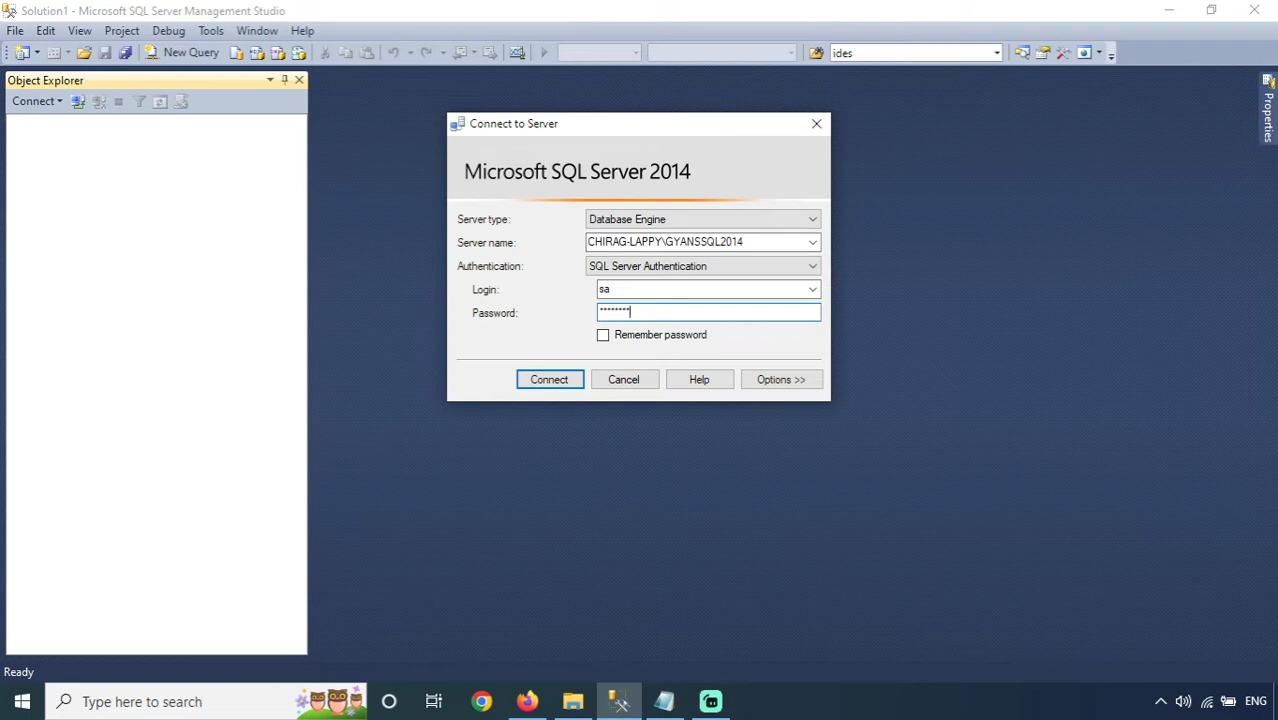 Solution1 - Microsoft SQL Server Management Studio
File Edit View Project Debug Tools Window Help
New Query
ides
Object Explorer
Connect
Properties
Connect to Server
Microsoft SQL Server 2014
Server type: Database Engine
Server name: CHIRAG-LAPPY\GYANSSQL2014
Authentication: SQL Server Authentication
Login: sa
Password: ********
Remember password
Connect Cancel Help Options >>
Ready
Type here to search
ENG